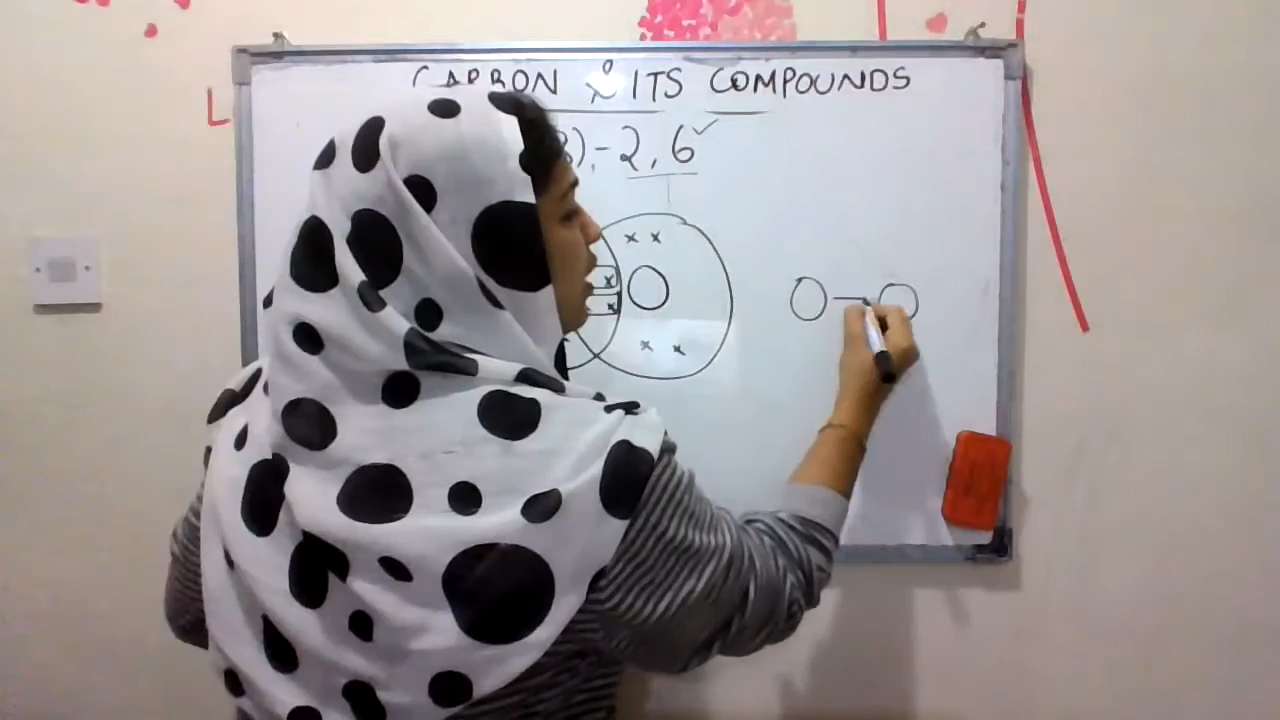 CARBON & ITS COMPOUNDS
8),-2,6✓
x x
x
x
x x
O—O
L